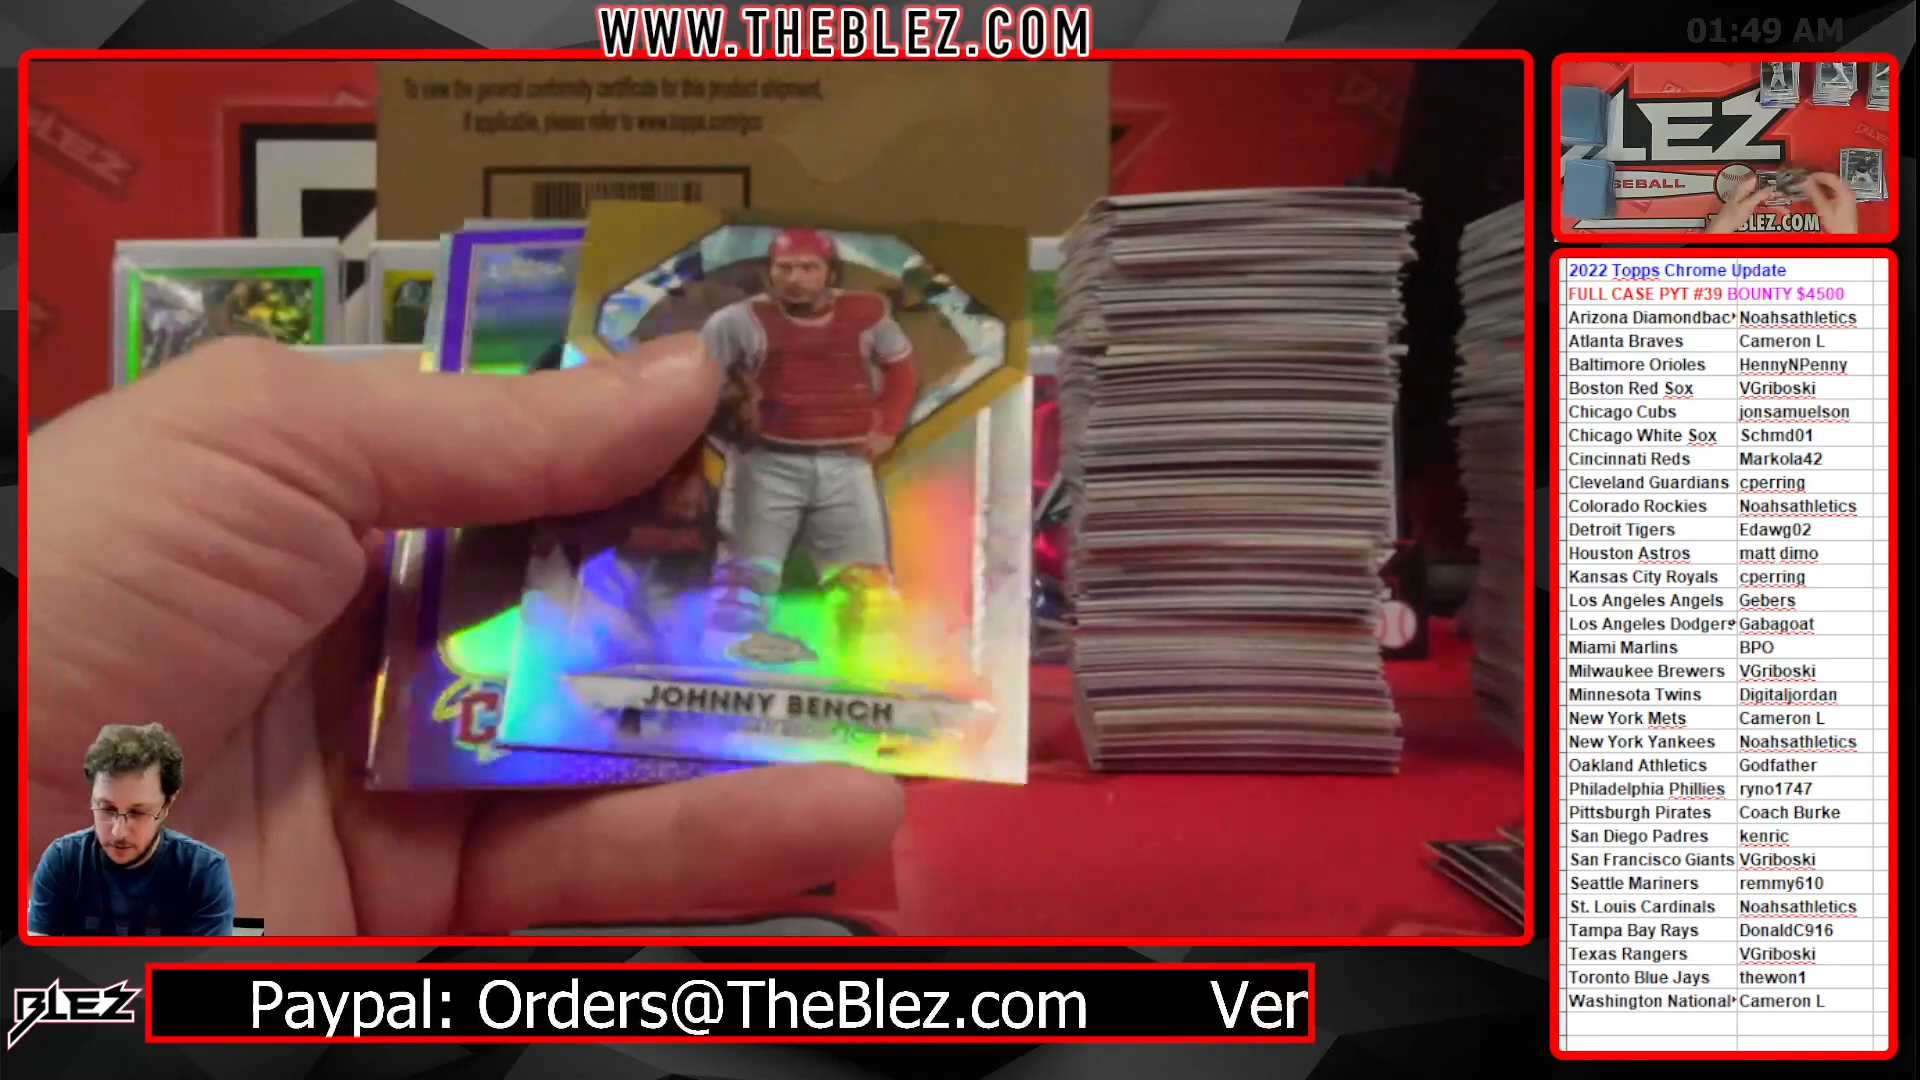 WWW.THEBLEZ.COM
01:49 AM
To view the general conformity certificate for this product shipment,
if applicable, please refer to www.topps.com/gcc
JOHNNY BENCH
C
LEZ
SEBALL
BLEZ.COM
2022 Topps Chrome Update
FULL CASE PYT #39 BOUNTY $4500
Arizona Diamondbac Noahsathletics
Atlanta Braves Cameron L
Baltimore Orioles HennyNPenny
Boston Red Sox VGriboski
Chicago Cubs jonsamuelson
Chicago White Sox Schmd01
Cincinnati Reds Markola42
Cleveland Guardians cperring
Colorado Rockies Noahsathletics
Detroit Tigers Edawg02
Houston Astros matt dimo
Kansas City Royals cperring
Los Angeles Angels Gebers
Los Angeles Dodgers Gabagoat
Miami Marlins BPO
Milwaukee Brewers VGriboski
Minnesota Twins Digitaljordan
New York Mets Cameron L
New York Yankees Noahsathletics
Oakland Athletics Godfather
Philadelphia Phillies ryno1747
Pittsburgh Pirates Coach Burke
San Diego Padres kenric
San Francisco Giants VGriboski
Seattle Mariners remmy610
St. Louis Cardinals Noahsathletics
Tampa Bay Rays DonaldC916
Texas Rangers VGriboski
Toronto Blue Jays thewon1
Washington National Cameron L
BLEZ
Paypal: Orders@TheBlez.com Ver